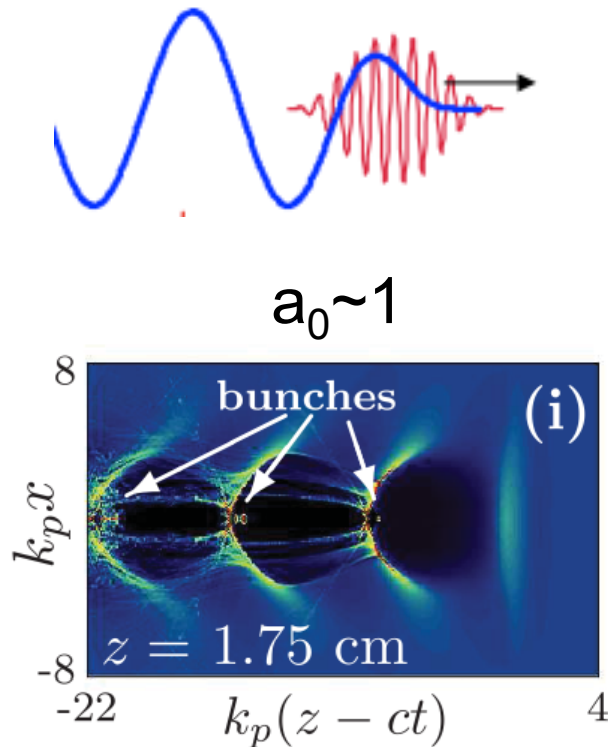 a₀~1
8
bunches
(i)
kₚx
z = 1.75 cm
-8
-22
4
kₚ(z − ct)